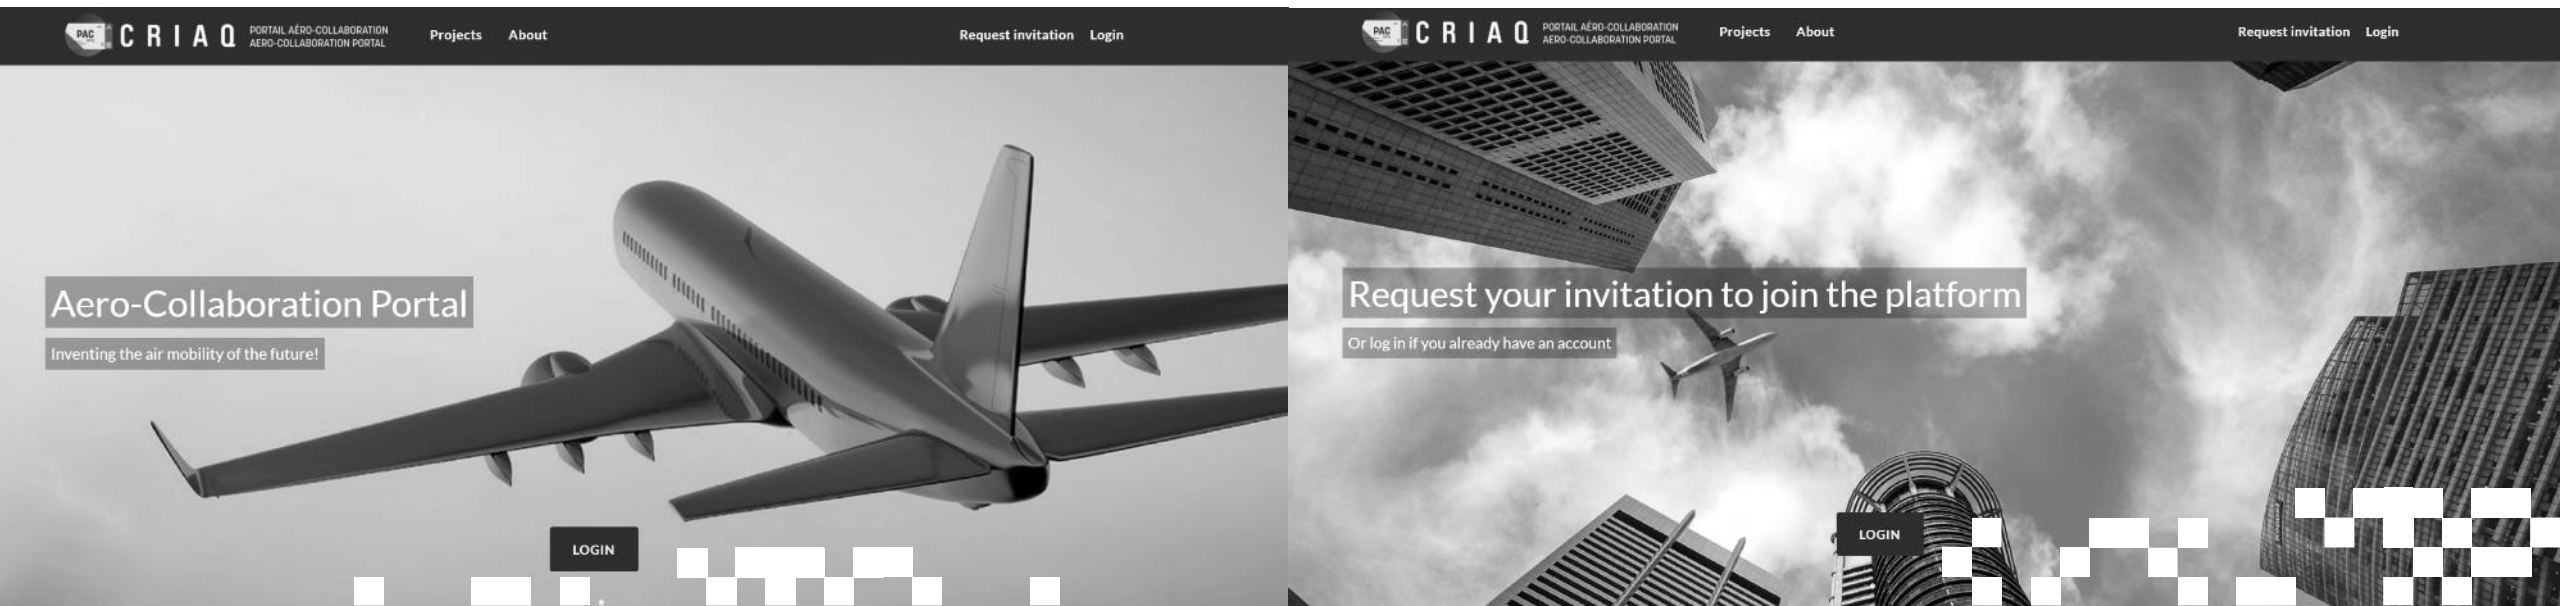 PAC CRIAQ PORTAIL AÉRO-COLLABORATION
AERO-COLLABORATION PORTAL
Projects About Request invitation Login
Aero-Collaboration Portal
Inventing the air mobility of the future!
LOGIN
PAC CRIAQ PORTAIL AÉRO-COLLABORATION
AERO-COLLABORATION PORTAL
Projects About Request invitation Login
Request your invitation to join the platform
Or log in if you already have an account
LOGIN